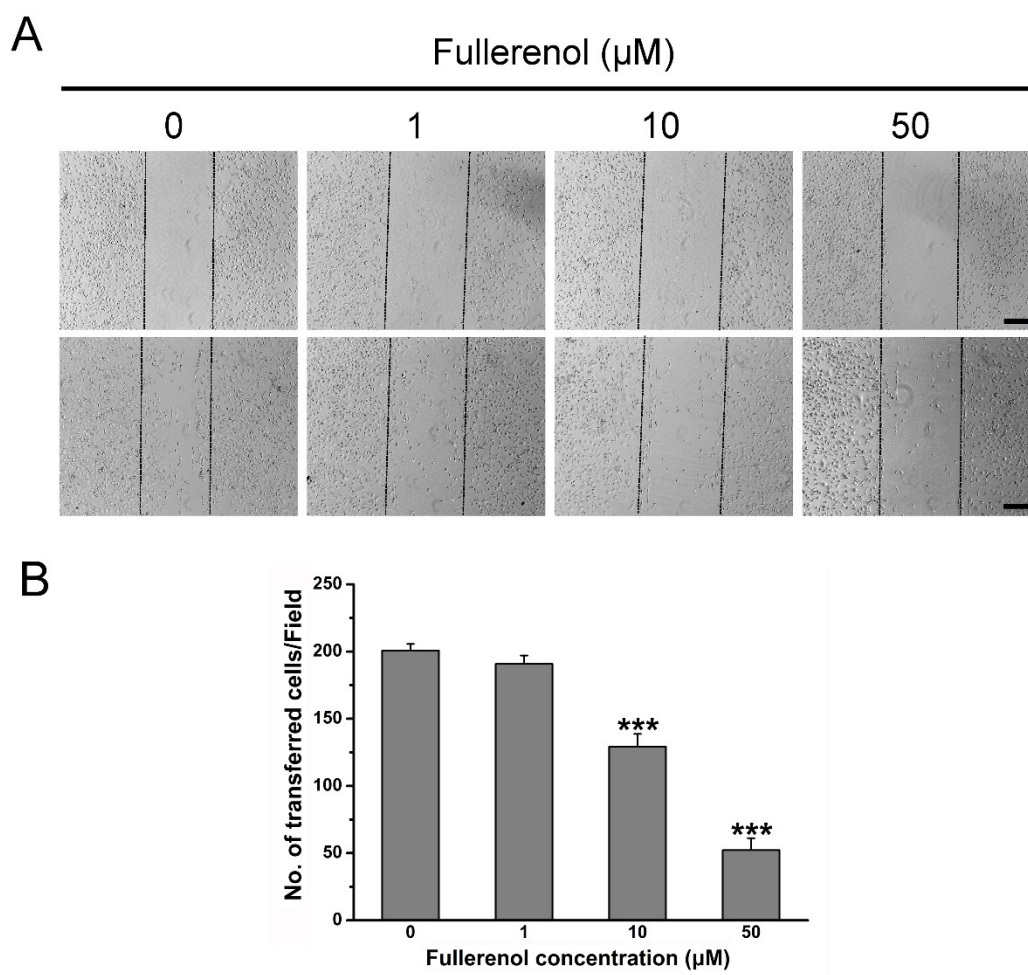 A
Fullerenol (μM)
0 1 10 50
B
No. of transferred cells/Field
250
200
150
100
50
0
***
***
0 1 10 50
Fullerenol concentration (μM)